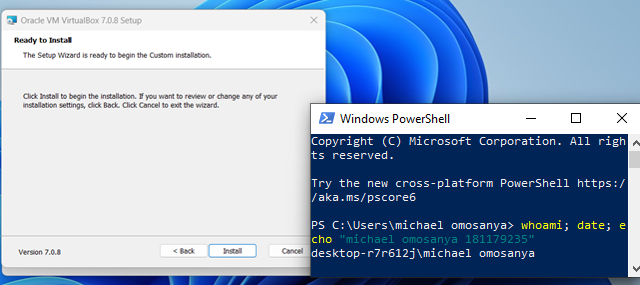 Oracle VM VirtualBox 7.0.8 Setup
Ready to Install
The Setup Wizard is ready to begin the Custom installation.
Click Install to begin the installation. If you want to review or change any of your
installation settings, click Back. Click Cancel to exit the wizard.
Version 7.0.8
< Back
Install
Cancel
Windows PowerShell
Copyright (C) Microsoft Corporation. All righ
ts reserved.
Try the new cross-platform PowerShell https:/
/aka.ms/pscore6
PS C:\Users\michael omosanya> whoami; date; e
cho "michael omosanya 181179235"
desktop-r7r612j\michael omosanya